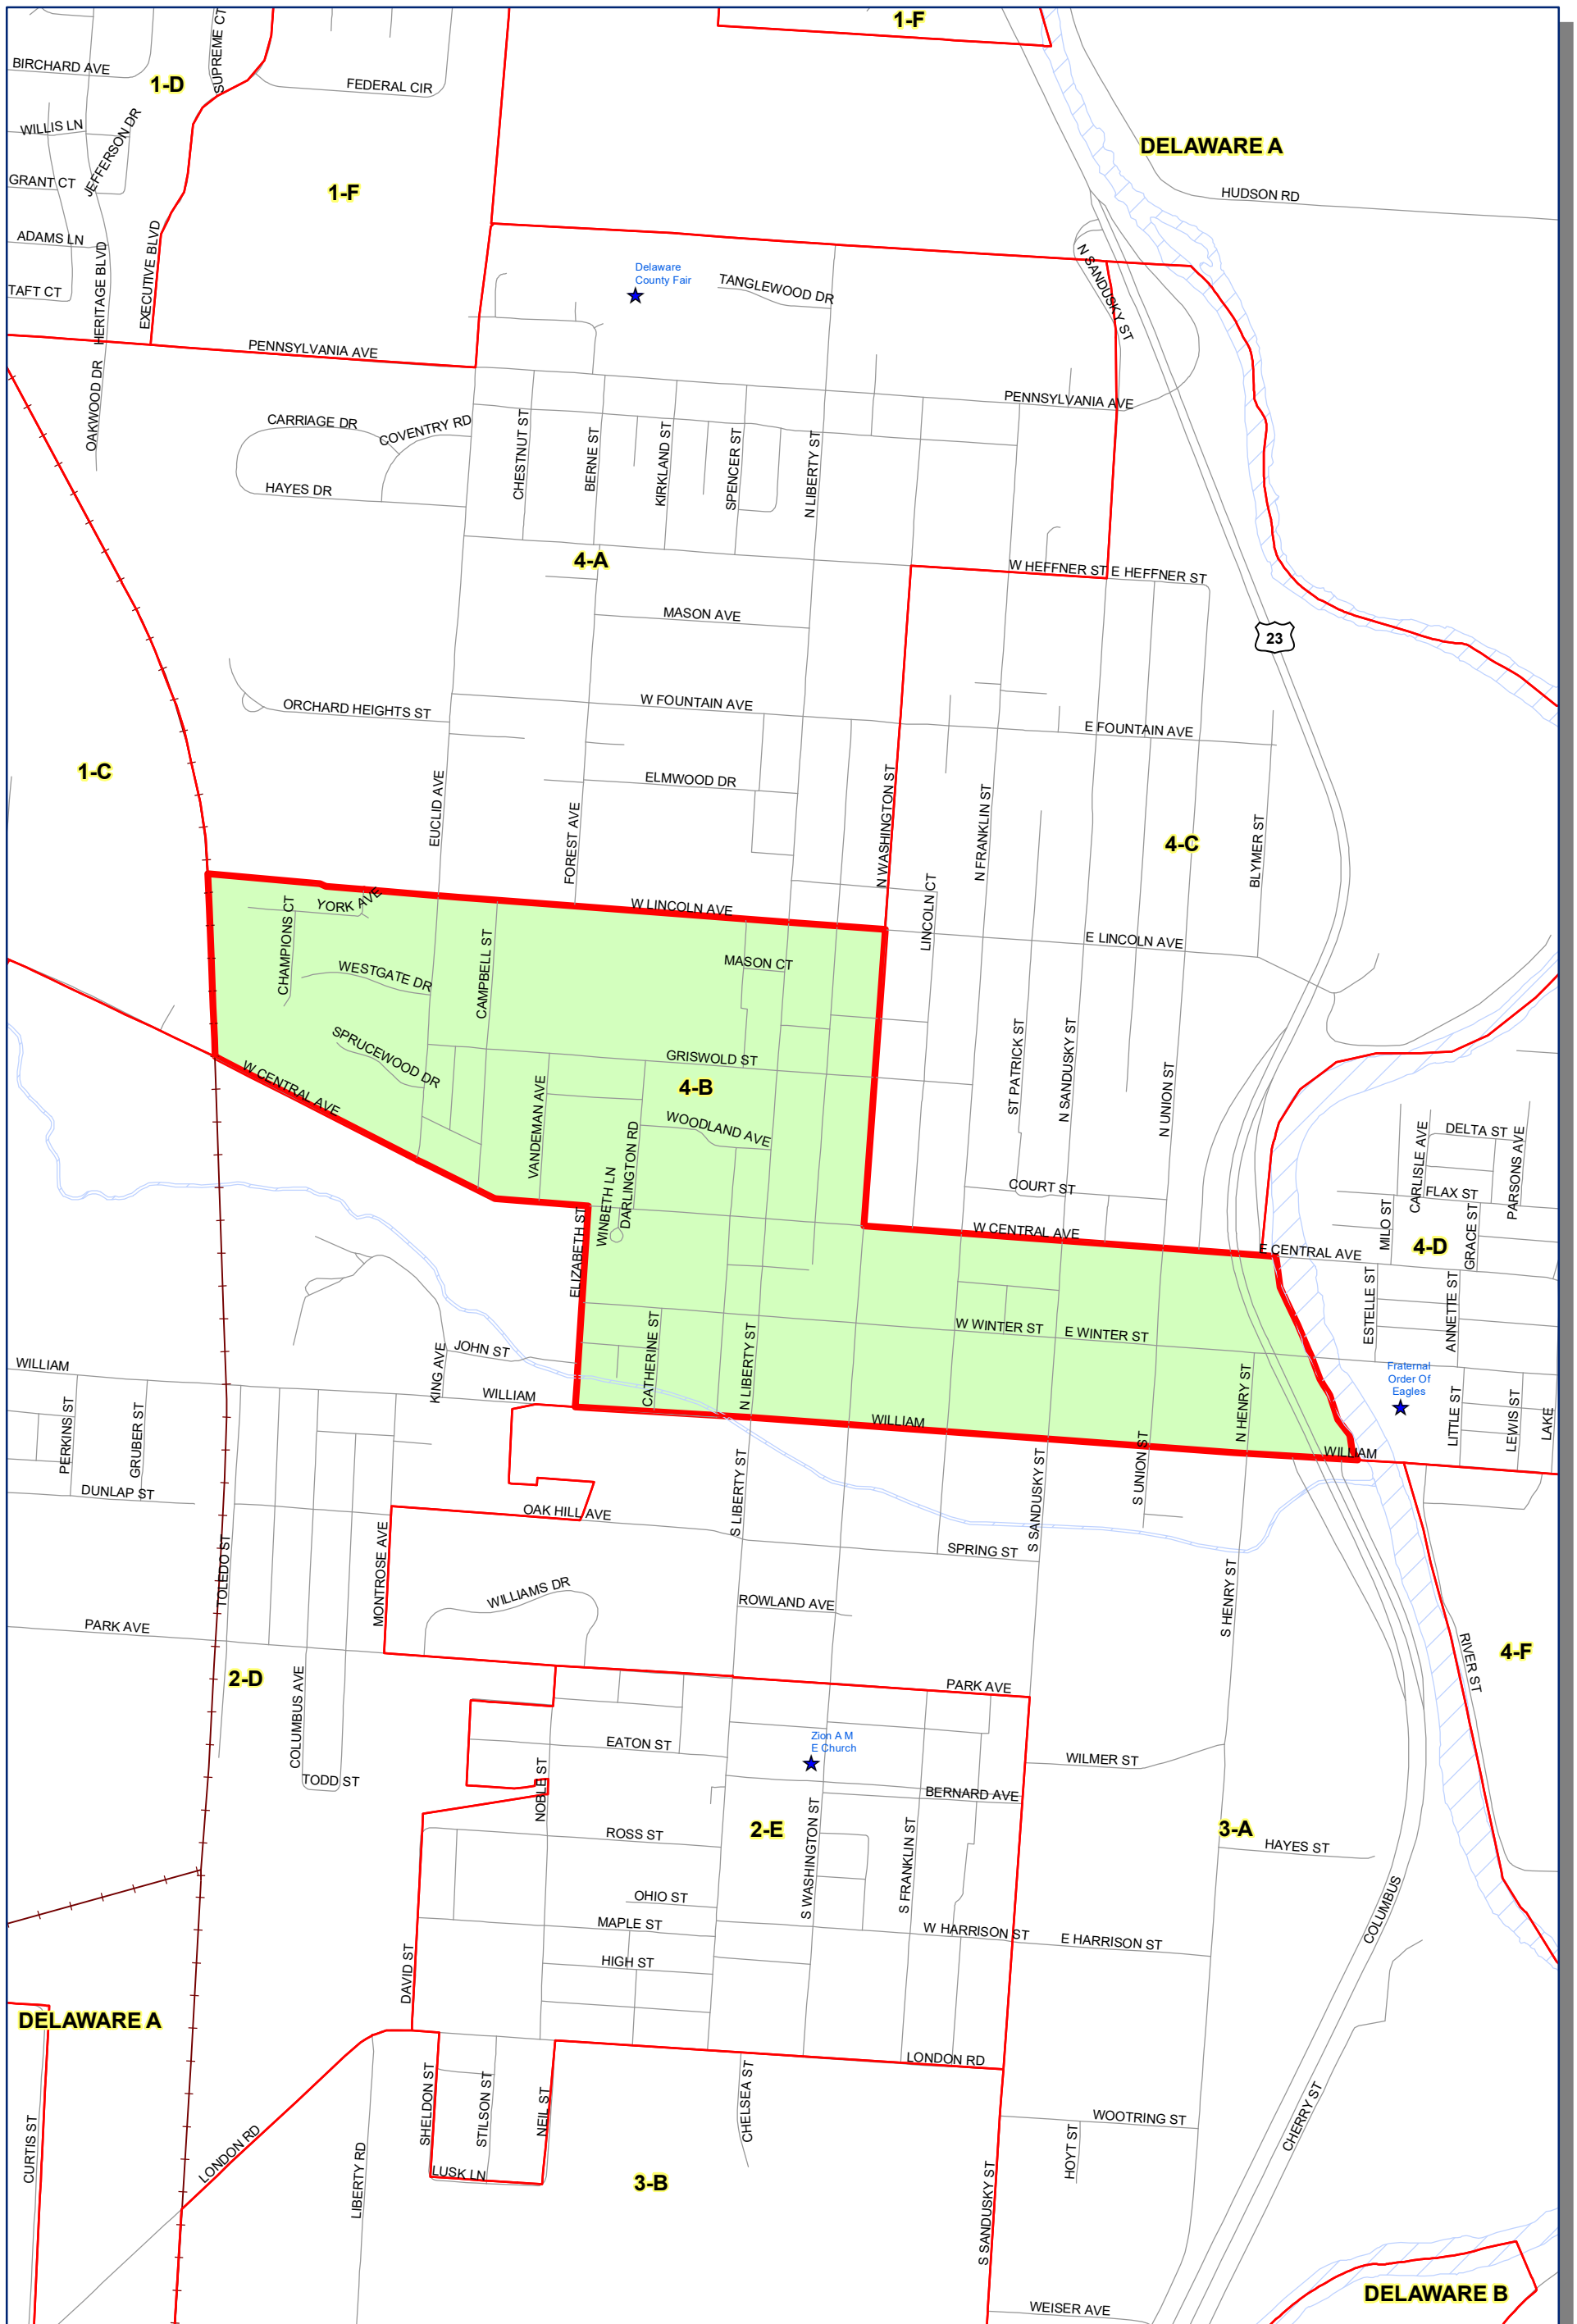 1-F
SUPREME CT
BIRCHARD AVE
1-D
FEDERAL CIR
WILLIS LN
JEFFERSON DR
DELAWARE A
GRANT CT
1-F
HUDSON RD
ADAMS LN
HERITAGE BLVD
EXECUTIVE BLVD
TAFT CT
Delaware
County Fair
TANGLEWOOD DR
N SANDUSKY ST
PENNSYLVANIA AVE
OAKWOOD DR
PENNSYLVANIA AVE
CARRIAGE DR
COVENTRY RD
CHESTNUT ST
BERNE ST
KIRKLAND ST
SPENCER ST
N LIBERTY ST
HAYES DR
4-A
W HEFFNER ST
E HEFFNER ST
MASON AVE
23
ORCHARD HEIGHTS ST
W FOUNTAIN AVE
E FOUNTAIN AVE
1-C
ELMWOOD DR
EUCLID AVE
FOREST AVE
N WASHINGTON ST
N FRANKLIN ST
4-C
BLYMER ST
YORK AVE
W LINCOLN AVE
LINCOLN CT
E LINCOLN AVE
CHAMPIONS CT
WESTGATE DR
CAMPBELL ST
MASON CT
SPRUCEWOOD DR
GRISWOLD ST
ST PATRICK ST
N SANDUSKY ST
N UNION ST
W CENTRAL AVE
4-B
VANDEMAN AVE
DARLINGTON RD
WOODLAND AVE
WINBETH LN
ELIZABETH ST
COURT ST
W CENTRAL AVE
E CENTRAL AVE
CARLISLE AVE
DELTA ST
PARSONS AVE
FLAX ST
MILO ST
GRACE ST
4-D
ESTELLE ST
ANNETTE ST
W WINTER ST
E WINTER ST
CATHERINE ST
N LIBERTY ST
JOHN ST
KING AVE
WILLIAM
WILLIAM
WILLIAM
N HENRY ST
Fraternal
Order Of
Eagles
LITTLE ST
LEWIS ST
LAKE
WILLIAM
PERKINS ST
GRUBER ST
DUNLAP ST
OAK HILL AVE
S LIBERTY ST
S SANDUSKY ST
S UNION ST
SPRING ST
TOLEDO ST
MONTROSE AVE
WILLIAMS DR
ROWLAND AVE
S HENRY ST
PARK AVE
RIVER ST
4-F
2-D
COLUMBUS AVE
PARK AVE
EATON ST
Zion A M
E Church
WILMER ST
TODD ST
NOBLE ST
BERNARD AVE
ROSS ST
2-E
S WASHINGTON ST
S FRANKLIN ST
3-A
HAYES ST
OHIO ST
MAPLE ST
W HARRISON ST
E HARRISON ST
COLUMBUS
HIGH ST
DAVID ST
DELAWARE A
LONDON RD
SHELDON ST
STILSON ST
NEIL ST
CHELSEA ST
WOOTRING ST
HOYT ST
CHERRY ST
CURTIS ST
LONDON RD
LIBERTY RD
LUSK LN
3-B
S SANDUSKY ST
DELAWARE B
WEISER AVE